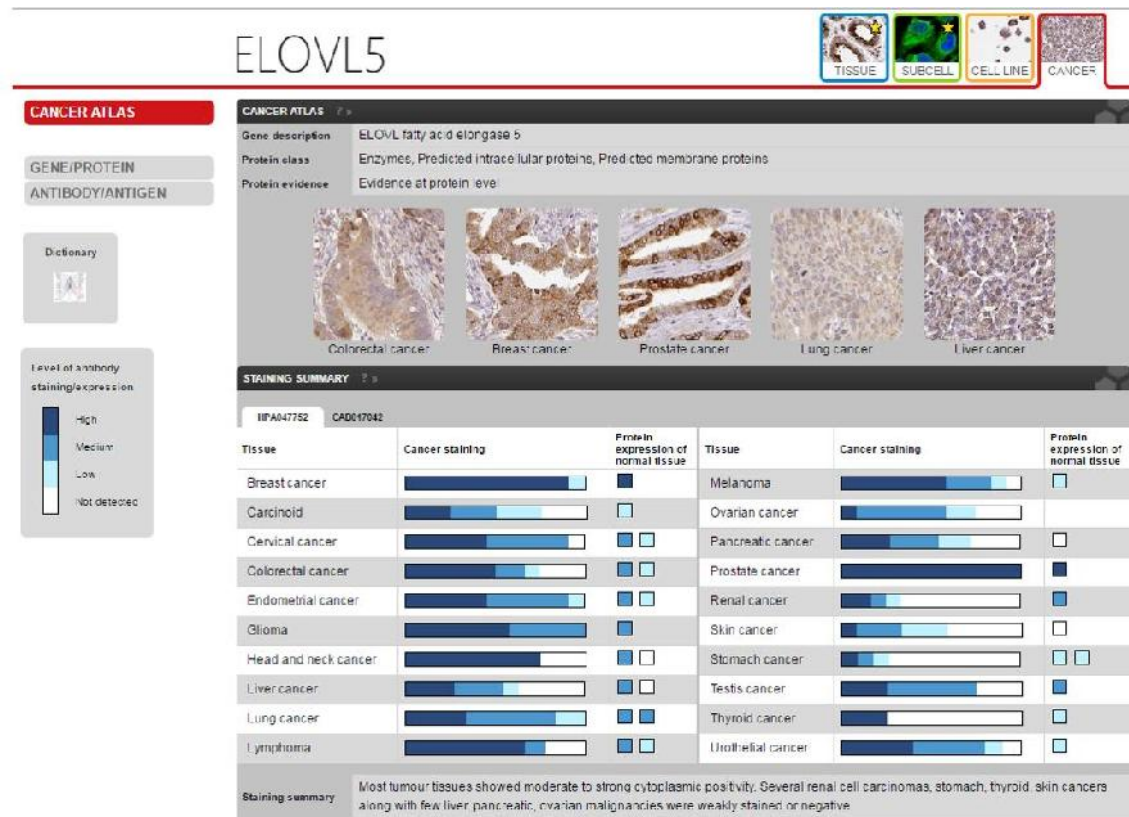 ELOVL5
TISSUE SUBCELL CELL LINE CANCER
CANCER ATLAS
GENE/PROTEIN
ANTIBODY/ANTIGEN
Dictionary
Level of antibody
staining/expression
High
Medium
Low
Not detected
CANCER ATLAS ? »
Gene description ELOVL fatty acid elongase 5
Protein class Enzymes, Predicted intracellular proteins, Predicted membrane proteins
Protein evidence Evidence at protein level
Colorectal cancer Breast cancer Prostate cancer Lung cancer Liver cancer
STAINING SUMMARY ? »
HPA047752 CAB017042
Tissue Cancer staining Protein expression of normal tissue Tissue Cancer staining Protein expression of normal tissue
Breast cancer Melanoma
Carcinoid Ovarian cancer
Cervical cancer Pancreatic cancer
Colorectal cancer Prostate cancer
Endometrial cancer Renal cancer
Glioma Skin cancer
Head and neck cancer Stomach cancer
Liver cancer Testis cancer
Lung cancer Thyroid cancer
Lymphoma Urothelial cancer
Staining summary Most tumour tissues showed moderate to strong cytoplasmic positivity. Several renal cell carcinomas, stomach, thyroid, skin cancers
along with few liver, pancreatic, ovarian malignancies were weakly stained or negative